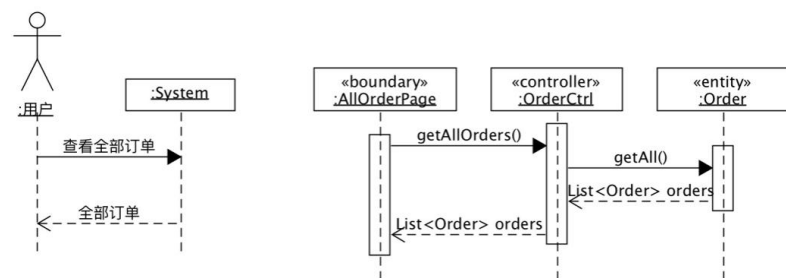 :用户
:System
查看全部订单
全部订单
«boundary»
:AllOrderPage
«controller»
:OrderCtrl
«entity»
:Order
getAllOrders()
getAll()
List<Order> orders
List<Order> orders